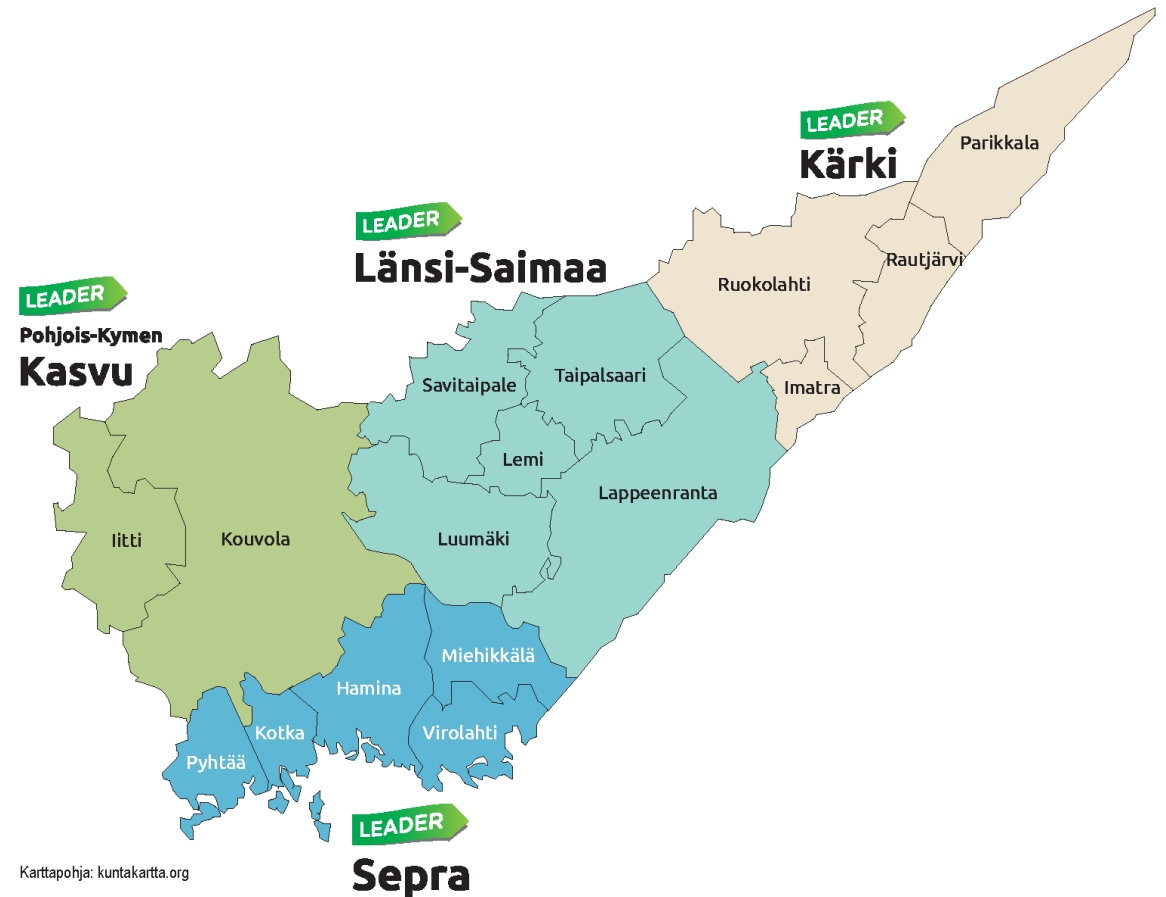 LEADER
Kärki
Parikkala
Rautjärvi
Ruokolahti
Imatra
LEADER
Länsi-Saimaa
Savitaipale
Taipalsaari
Lemi
Lappeenranta
Luumäki
LEADER
Pohjois-Kymen
Kasvu
Iitti
Kouvola
Miehikkälä
Hamina
Virolahti
Kotka
Pyhtää
LEADER
Sepra
Karttapohja: kuntakartta.org